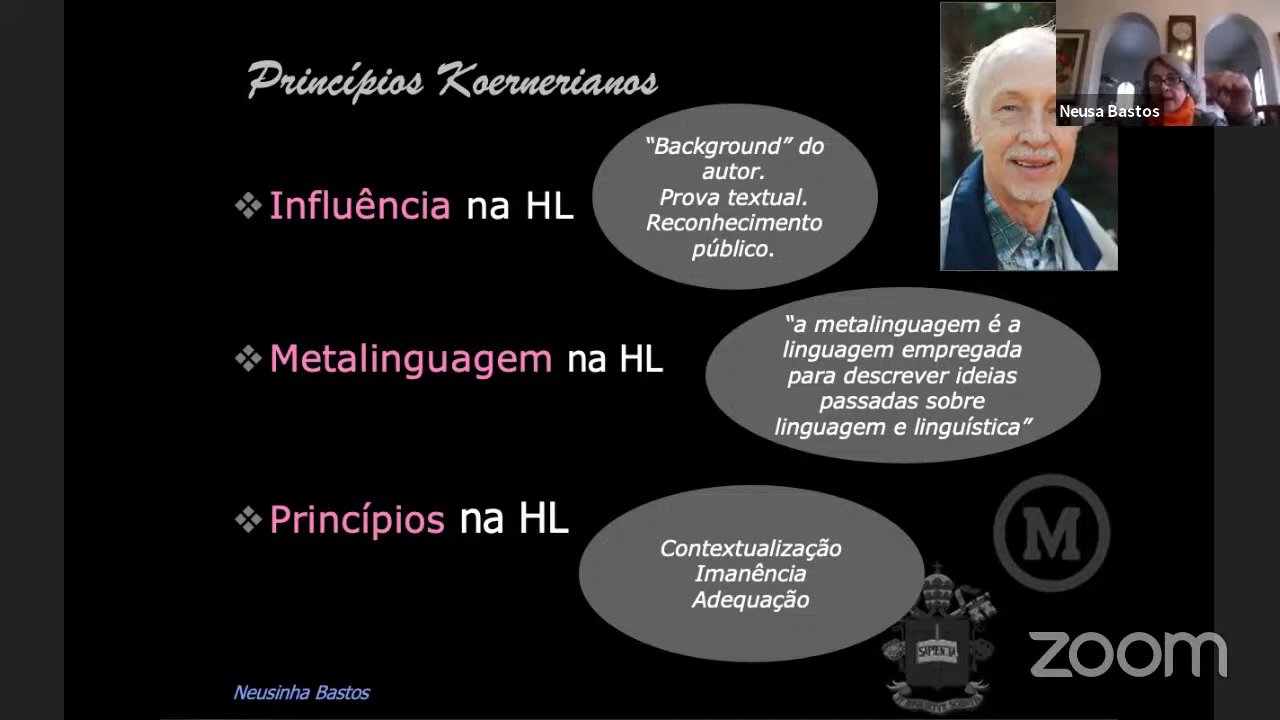 Princípios Koernerianos
Neusa Bastos
“Background” do
autor.
Prova textual.
Reconhecimento
público.
❖ Influência na HL
“a metalinguagem é a
linguagem empregada
para descrever ideias
passadas sobre
linguagem e linguística”
❖ Metalinguagem na HL
❖ Princípios na HL
Contextualização
Imanência
Adequação
M
SAPIENTIA
zoom
Neusinha Bastos